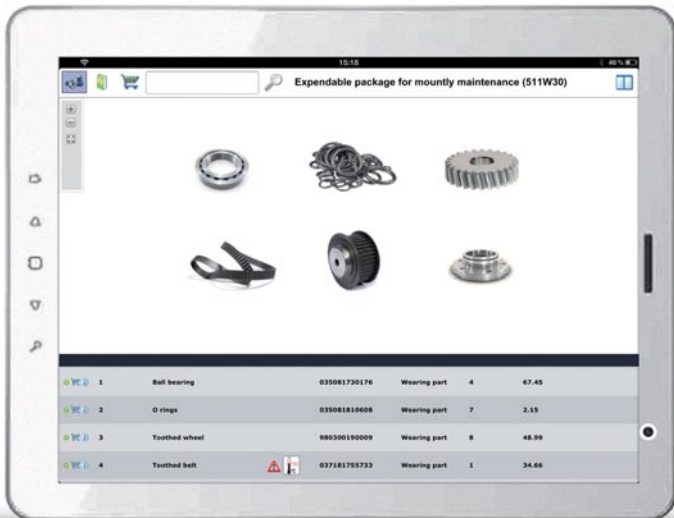 15:18
46%
Expendable package for mountly maintenance (511W30)
1 Ball bearing 035081730176 Wearing part 4 67.45
2 O rings 035081810608 Wearing part 7 2.15
3 Toothed wheel 980300190009 Wearing part 8 48.99
4 Toothed belt 037181755733 Wearing part 1 34.66